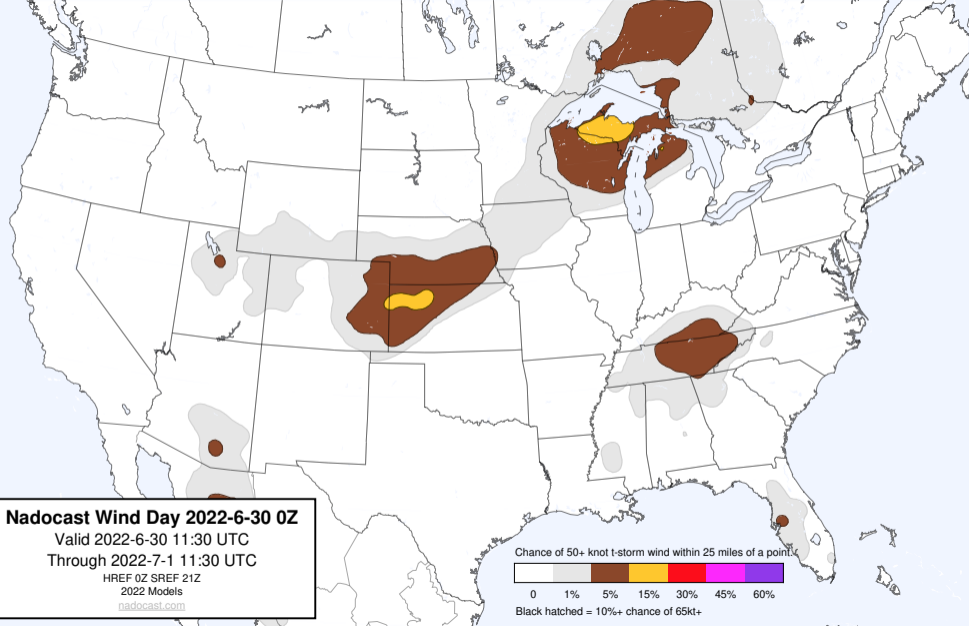 Nadocast Wind Day 2022-6-30 0Z
Valid 2022-6-30 11:30 UTC
Through 2022-7-1 11:30 UTC
HREF 0Z SREF 21Z
2022 Models
nadocast.com
Chance of 50+ knot t-storm wind within 25 miles of a point.
0 1% 5% 15% 30% 45% 60%
Black hatched = 10%+ chance of 65kt+